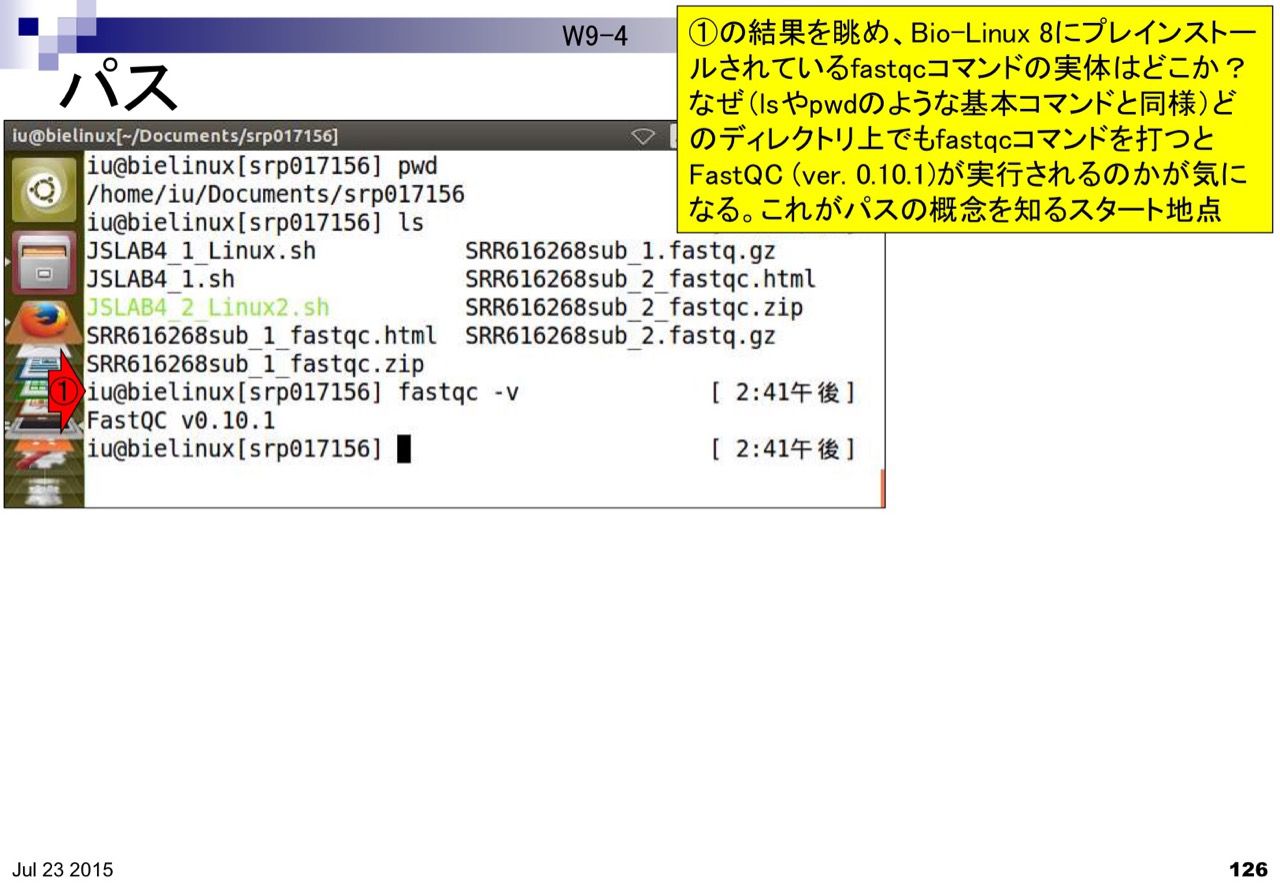 W9-4
パス
①の結果を眺め、Bio-Linux 8にプレインストー
ルされているfastqcコマンドの実体はどこか？
なぜ（lsやpwdのような基本コマンドと同様）ど
のディレクトリ上でもfastqcコマンドを打つと
FastQC (ver. 0.10.1)が実行されるのかが気に
なる。これがパスの概念を知るスタート地点
iu@bielinux[~/Documents/srp017156]
iu@bielinux[srp017156] pwd
/home/iu/Documents/srp017156
iu@bielinux[srp017156] ls
JSLAB4_1_Linux.sh SRR616268sub_1.fastq.gz
JSLAB4_1.sh SRR616268sub_2_fastqc.html
JSLAB4_2_Linux2.sh SRR616268sub_2_fastqc.zip
SRR616268sub_1_fastqc.html SRR616268sub_2.fastq.gz
SRR616268sub_1_fastqc.zip
① iu@bielinux[srp017156] fastqc -v [ 2:41午後]
FastQC v0.10.1
iu@bielinux[srp017156] [ 2:41午後]
Jul 23 2015
126